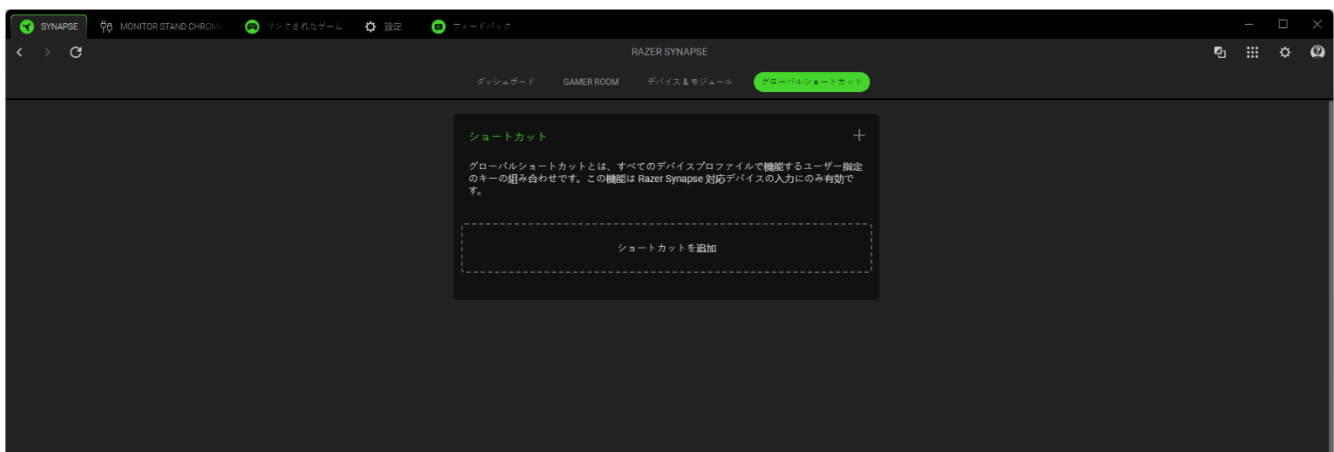 SYNAPSE
MONITOR STAND CHROM
リンクされたゲーム
設定
フィードバック
RAZER SYNAPSE
ダッシュボード
GAMER ROOM
デバイス＆モジュール
グローバルショートカット
ショートカット
グローバルショートカットとは、すべてのデバイスプロファイルで機能するユーザー指定
のキーの組み合わせです。この機能は Razer Synapse 対応デバイスの入力にのみ有効で
す。
ショートカットを追加